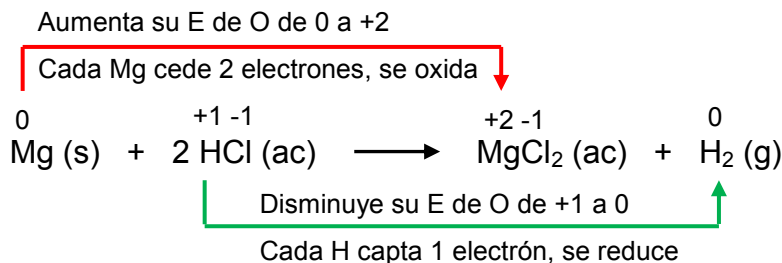 Aumenta su E de O de 0 a +2
Cada Mg cede 2 electrones, se oxida
0 +1 -1 +2 -1 0
Mg (s) + 2 HCl (ac) ⟶ MgCl₂ (ac) + H₂ (g)
Disminuye su E de O de +1 a 0
Cada H capta 1 electrón, se reduce